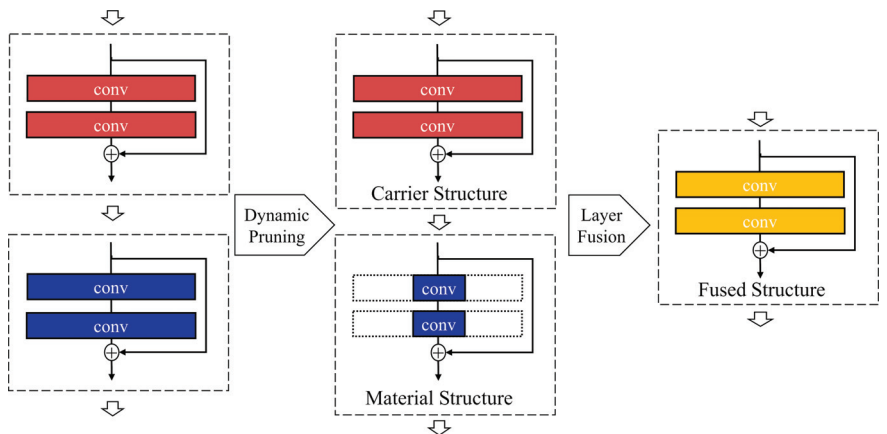 conv
conv
conv
conv
Dynamic
Pruning
conv
conv
Carrier Structure
conv
conv
Material Structure
Layer
Fusion
conv
conv
Fused Structure